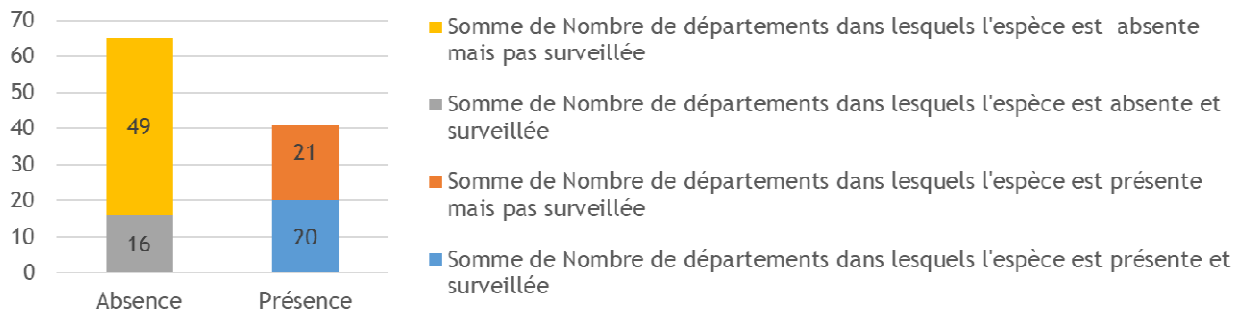 70
60
50
40
30
20
10
0
49
16
21
20
Absence
Présence
Somme de Nombre de départements dans lesquels l'espèce est absente
mais pas surveillée
Somme de Nombre de départements dans lesquels l'espèce est absente et
surveillée
Somme de Nombre de départements dans lesquels l'espèce est présente
mais pas surveillée
Somme de Nombre de départements dans lesquels l'espèce est présente et
surveillée